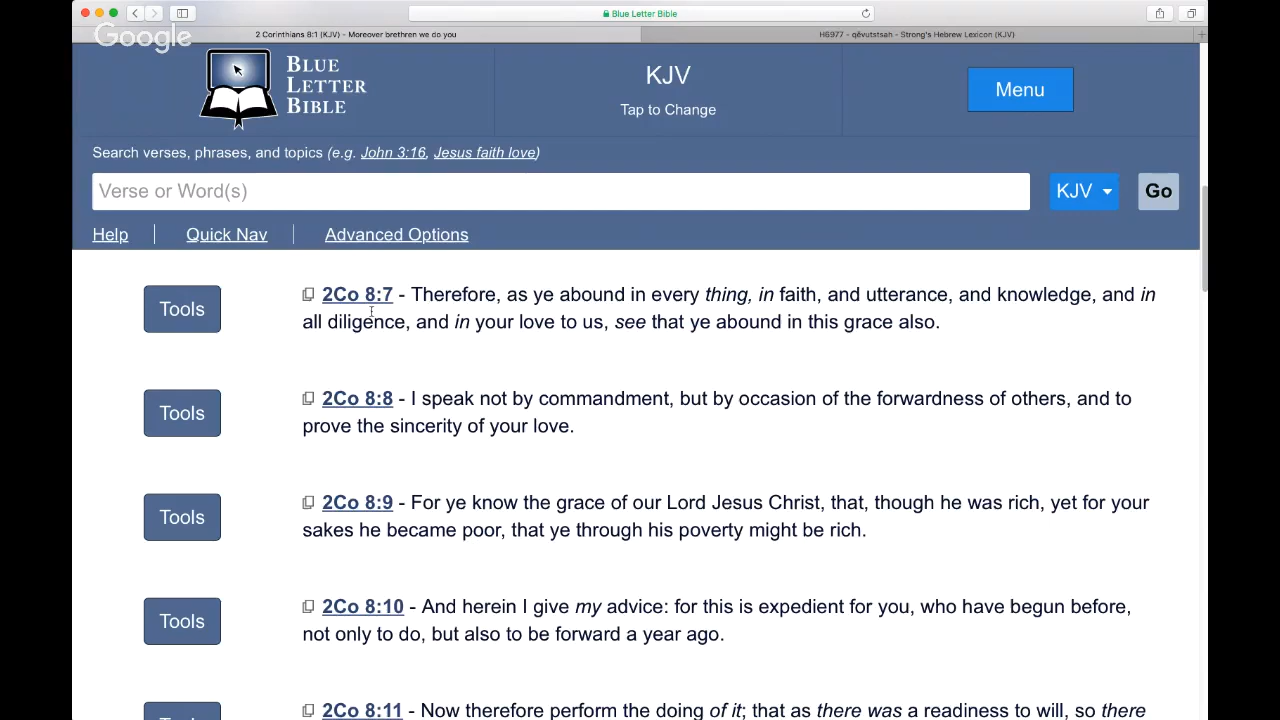 Blue Letter Bible
Google
2 Corinthians 8:1 (KJV) - Moreover brethren we do you
H6977 - qĕvutstsah - Strong's Hebrew Lexicon (KJV)
BLUE
LETTER
BIBLE
KJV
Tap to Change
Menu
Search verses, phrases, and topics (e.g. John 3:16, Jesus faith love)
Verse or Word(s)
KJV
Go
Help
Quick Nav
Advanced Options
Tools
2Co 8:7 - Therefore, as ye abound in every thing, in faith, and utterance, and knowledge, and in
all diligence, and in your love to us, see that ye abound in this grace also.
Tools
2Co 8:8 - I speak not by commandment, but by occasion of the forwardness of others, and to
prove the sincerity of your love.
Tools
2Co 8:9 - For ye know the grace of our Lord Jesus Christ, that, though he was rich, yet for your
sakes he became poor, that ye through his poverty might be rich.
Tools
2Co 8:10 - And herein I give my advice: for this is expedient for you, who have begun before,
not only to do, but also to be forward a year ago.
Tools
2Co 8:11 - Now therefore perform the doing of it; that as there was a readiness to will, so there